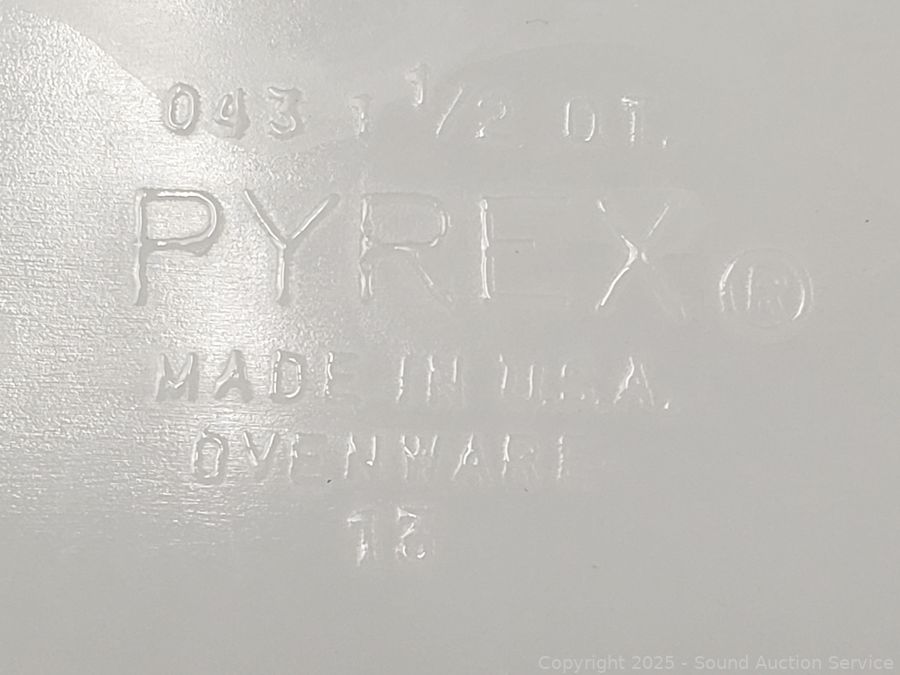 043 1 1/2 QT.
PYREX ®
MADE IN U.S.A.
OVENWARE
13
Copyright 2025 - Sound Auction Service